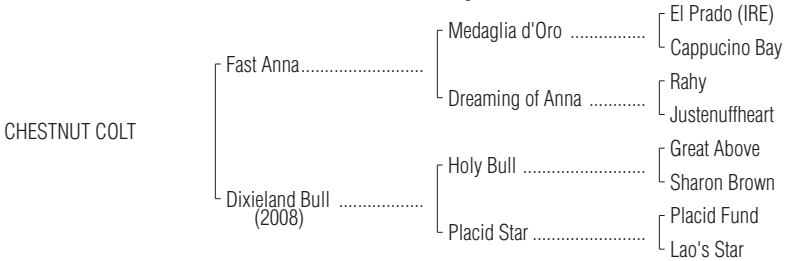 El Prado (IRE)
Medaglia d'Oro ................
Cappucino Bay
Fast Anna..........................
Rahy
Dreaming of Anna ............
Justenuffheart
CHESTNUT COLT
Great Above
Holy Bull ..........................
Sharon Brown
Dixieland Bull ..................
(2008)
Placid Fund
Placid Star ........................
Lao's Star